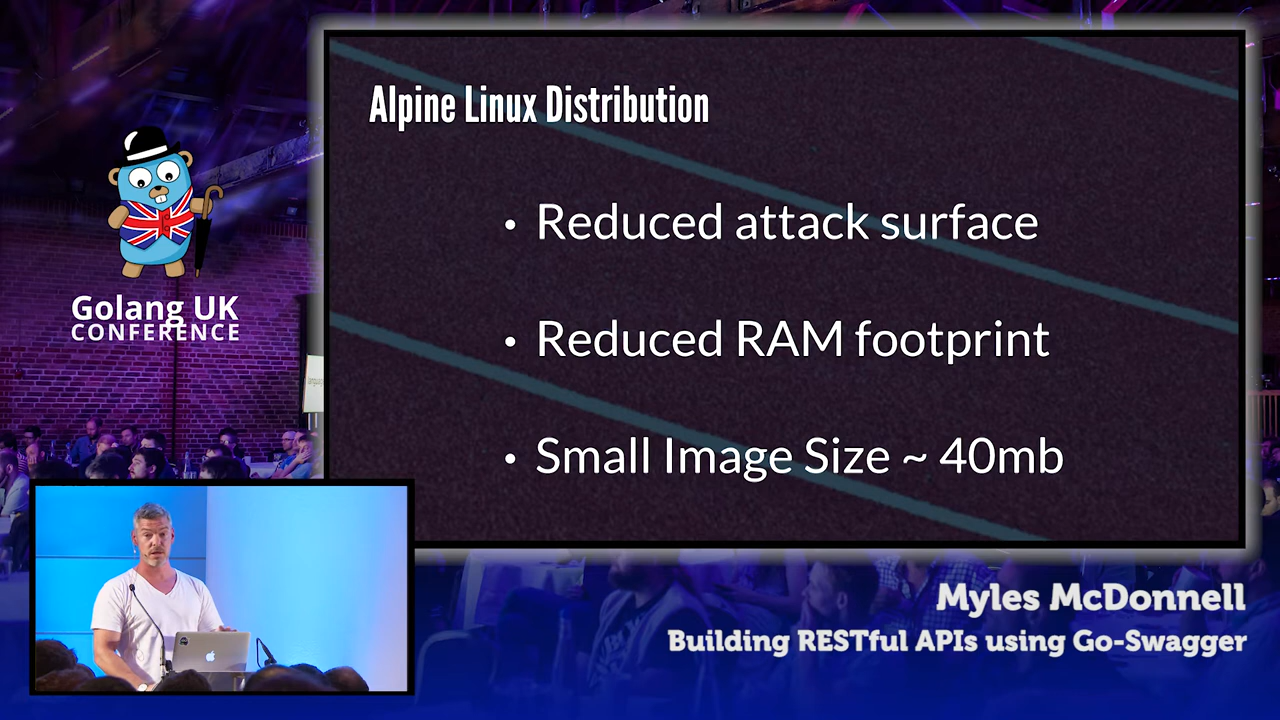 Alpine Linux Distribution
• Reduced attack surface
• Reduced RAM footprint
• Small Image Size ~ 40mb
Golang UK
CONFERENCE
Myles McDonnell
Building RESTful APIs using Go-Swagger